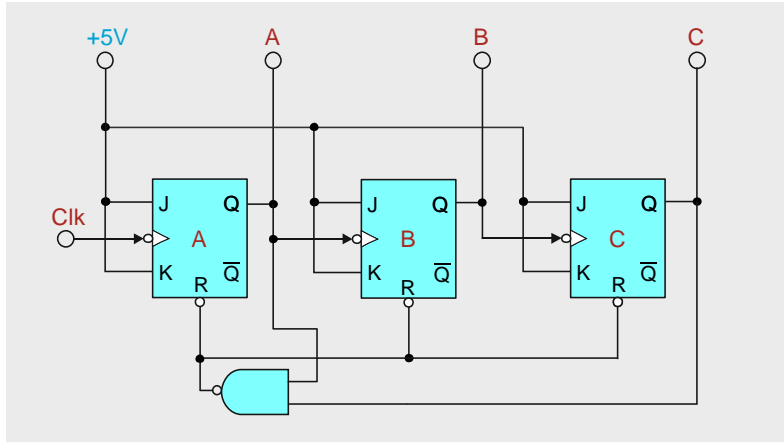 +5V A B C
J Q J Q J Q
Clk A B C
K Q̅ K Q̅ K Q̅
R R R